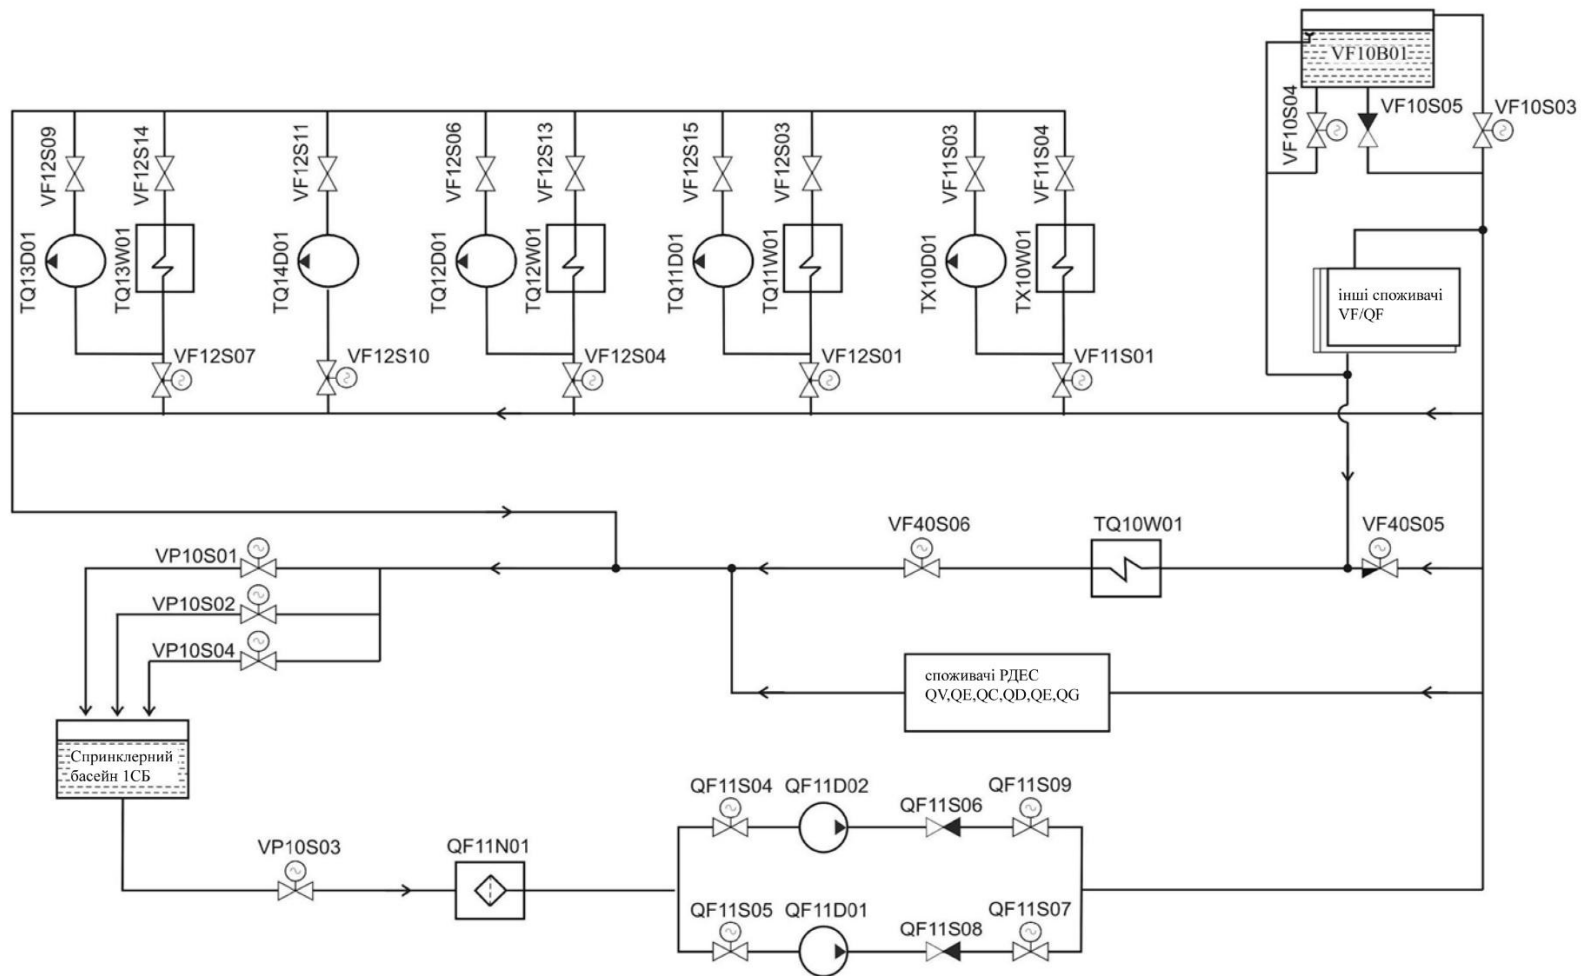 VF10B01
VF10S04
VF10S05
VF10S03
VF12S09
VF12S14
VF12S11
VF12S06
VF12S13
VF12S15
VF12S03
VF11S03
VF11S04
TQ13D01
TQ13W01
TQ14D01
TQ12D01
TQ12W01
TQ11D01
TQ11W01
TX10D01
TX10W01
інші споживачі
VF/QF
VF12S07
VF12S10
VF12S04
VF12S01
VF11S01
VF40S06
TQ10W01
VF40S05
VP10S01
VP10S02
VP10S04
споживачі РДЕС
QV,QE,QC,QD,QE,QG
Спринклерний
басейн 1СБ
QF11S04
QF11D02
QF11S06
QF11S09
VP10S03
QF11N01
QF11S05
QF11D01
QF11S08
QF11S07